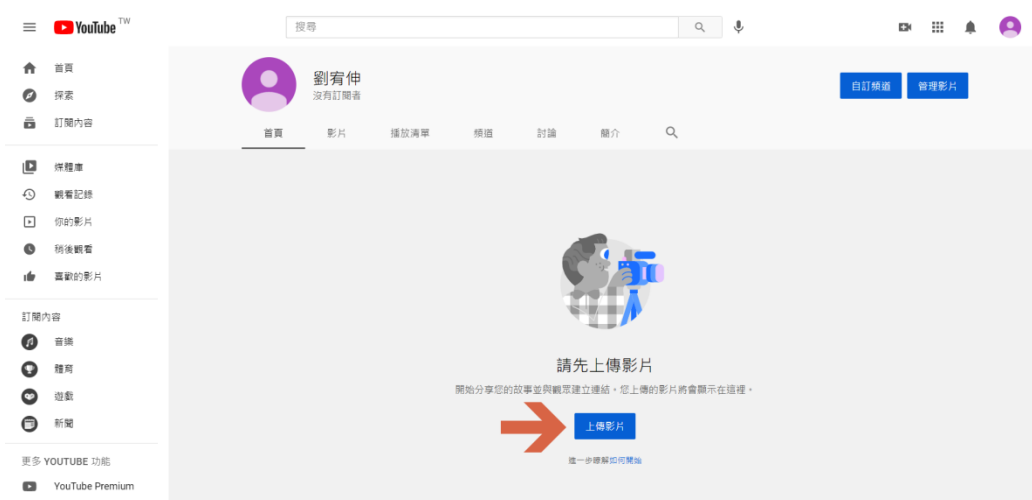 YouTube TW
搜尋
首頁
探索
訂閱內容
媒體庫
觀看記錄
你的影片
稍後觀看
喜歡的影片
訂閱內容
音樂
體育
遊戲
新聞
更多 YOUTUBE 功能
YouTube Premium
劉宥伸
沒有訂閱者
自訂頻道
管理影片
首頁
影片
播放清單
頻道
討論
簡介
請先上傳影片
開始分享您的故事並與觀眾建立連結。您上傳的影片將會顯示在這裡。
上傳影片
進一步瞭解如何開始